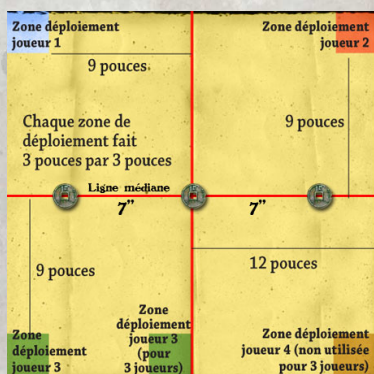 Zone déploiement
joueur 1
Zone déploiement
joueur 2
9 pouces
9 pouces
Chaque zone de
déploiement fait
3 pouces par 3 pouces
Ligne médiane
7”
7”
9 pouces
12 pouces
Zone
déploiement
joueur 3
Zone
déploiement
joueur 3
(pour
3 joueurs)
Zone déploiement
joueur 4 (non utilisée
pour 3 joueurs)